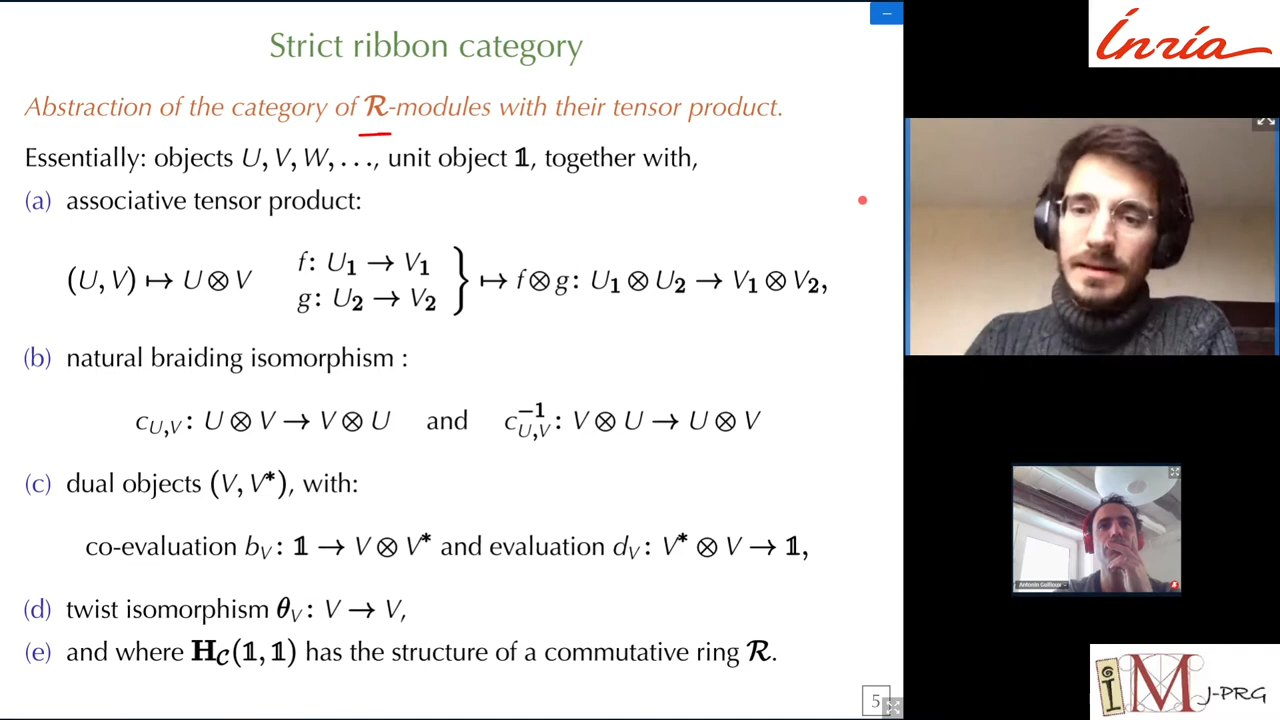 Strict ribbon category
Abstraction of the category of 𝓡-modules with their tensor product.
Essentially: objects U, V, W, ..., unit object 𝟙, together with,
(a) associative tensor product:
(U, V) ↦ U ⊗ V f: U₁ → V₁ g: U₂ → V₂ } ↦ f⊗g: U₁ ⊗ U₂ → V₁ ⊗ V₂,
(b) natural braiding isomorphism :
c_{U,V}: U ⊗ V → V ⊗ U and c⁻¹_{U,V}: V ⊗ U → U ⊗ V
(c) dual objects (V, V*), with:
co-evaluation b_V: 𝟙 → V ⊗ V* and evaluation d_V: V* ⊗ V → 𝟙,
(d) twist isomorphism θ_V: V → V,
(e) and where H_𝓒(𝟙, 𝟙) has the structure of a commutative ring 𝓡.
5
Inría
Antonin Guilloux
IMJ-PRG